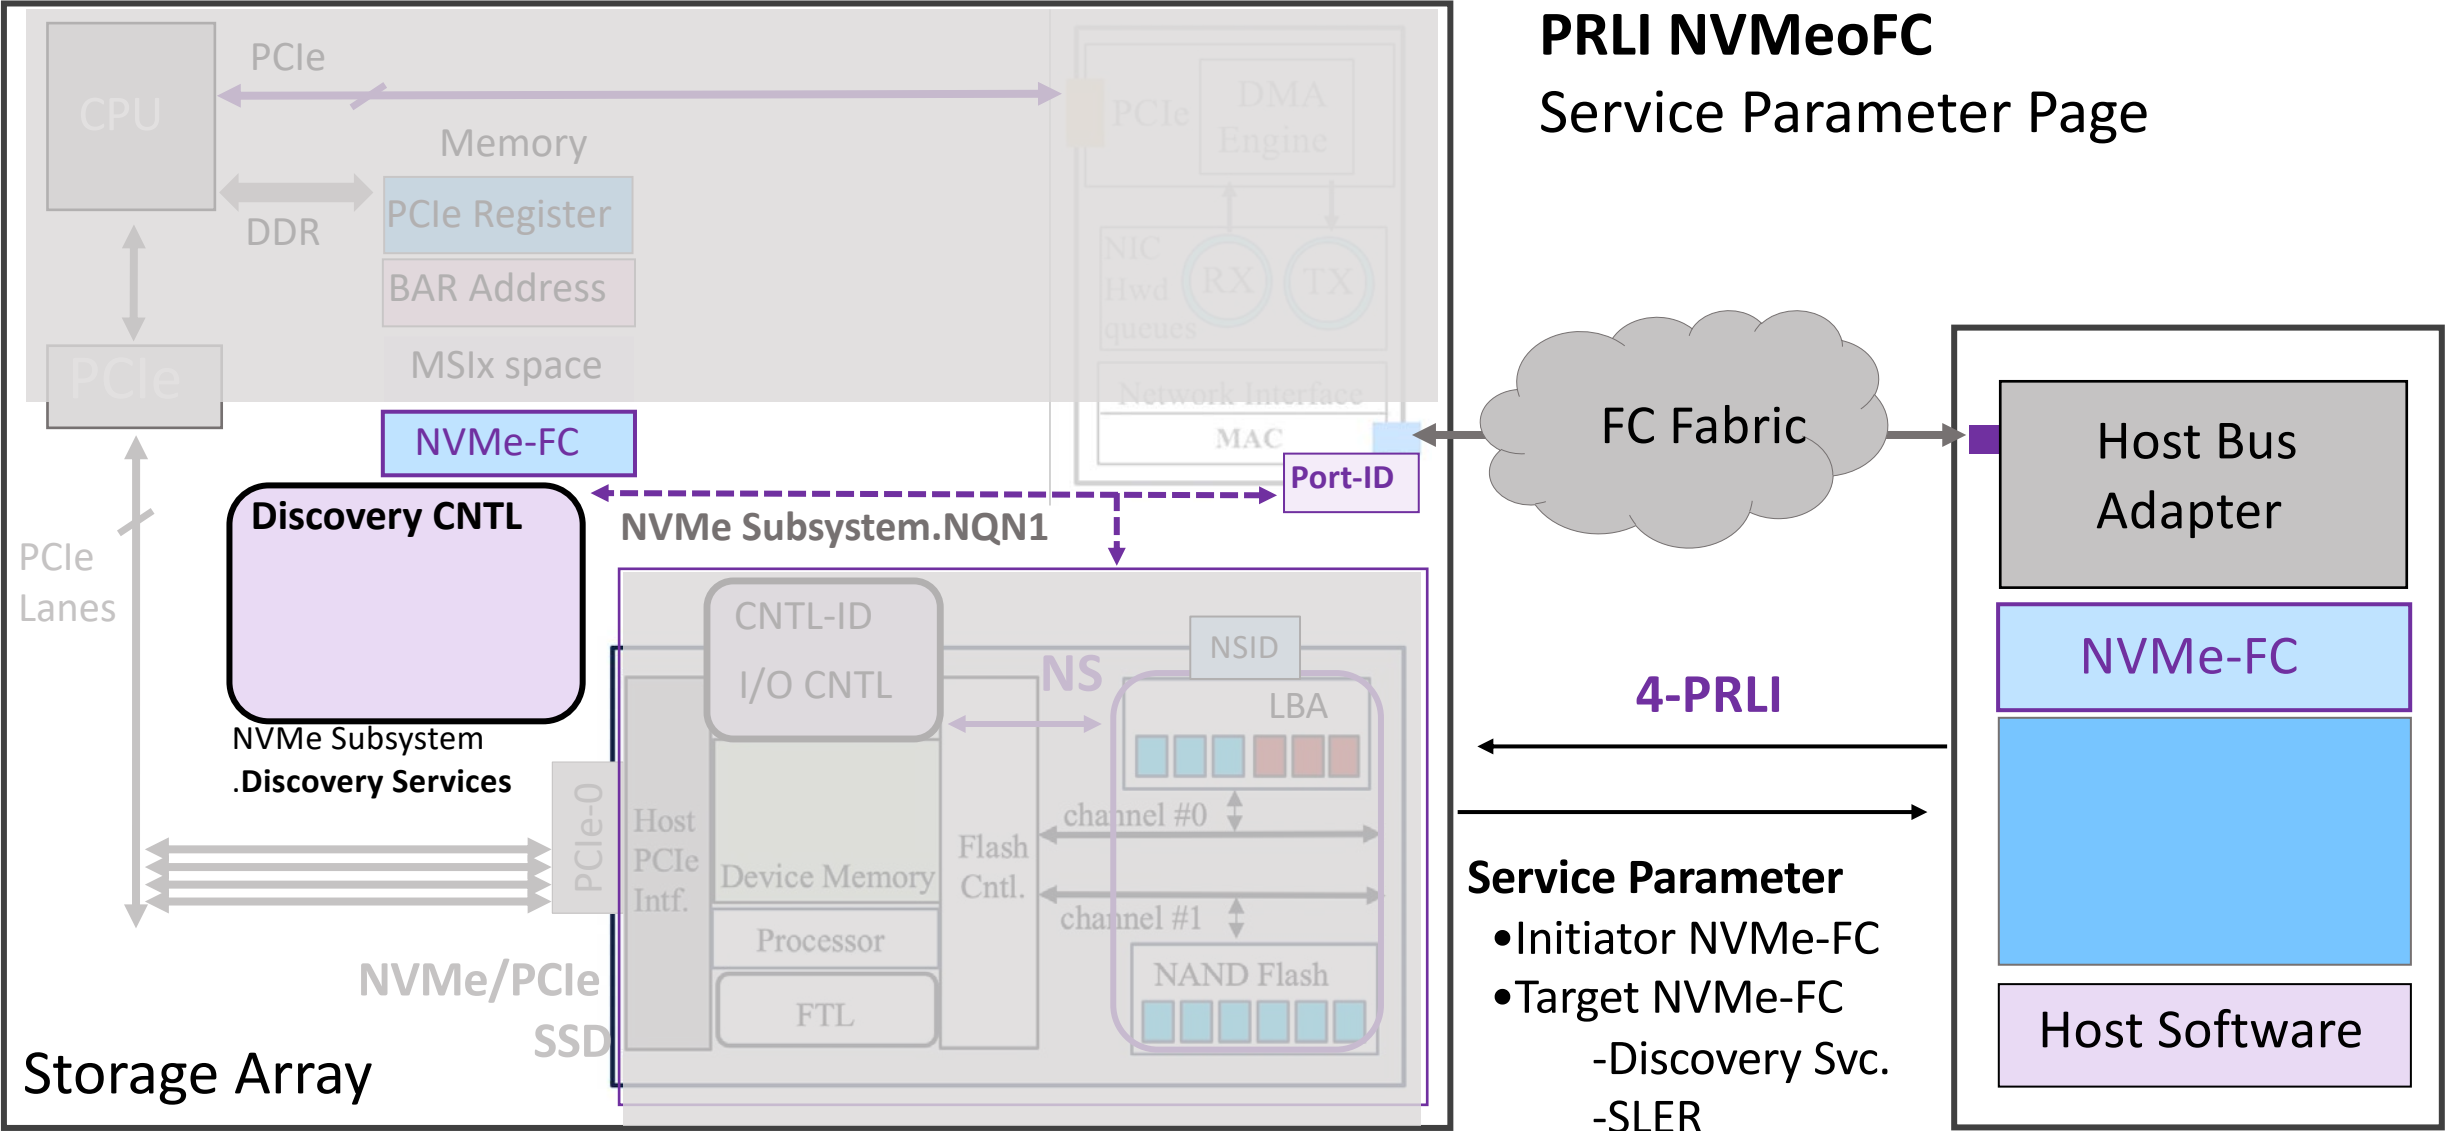 PRLI NVMeoFC
Service Parameter Page
CPU
PCIe
Memory
DDR
PCIe Register
BAR Address
MSIx space
PCIe
PCIe
DMA
Engine
NIC
Hwd
queues
RX
TX
Network Interface
MAC
Port-ID
NVMe-FC
Discovery CNTL
NVMe Subsystem.NQN1
PCIe
Lanes
NVMe Subsystem
.Discovery Services
CNTL-ID
I/O CNTL
NS
NSID
LBA
PCIe-0
Host
PCIe
Intf.
Device Memory
Processor
FTL
Flash
Cntl.
channel #0
channel #1
NAND Flash
NVMe/PCIe
SSD
Storage Array
FC Fabric
Host Bus
Adapter
NVMe-FC
4-PRLI
Service Parameter
•Initiator NVMe-FC
•Target NVMe-FC
-Discovery Svc.
-SLER
Host Software